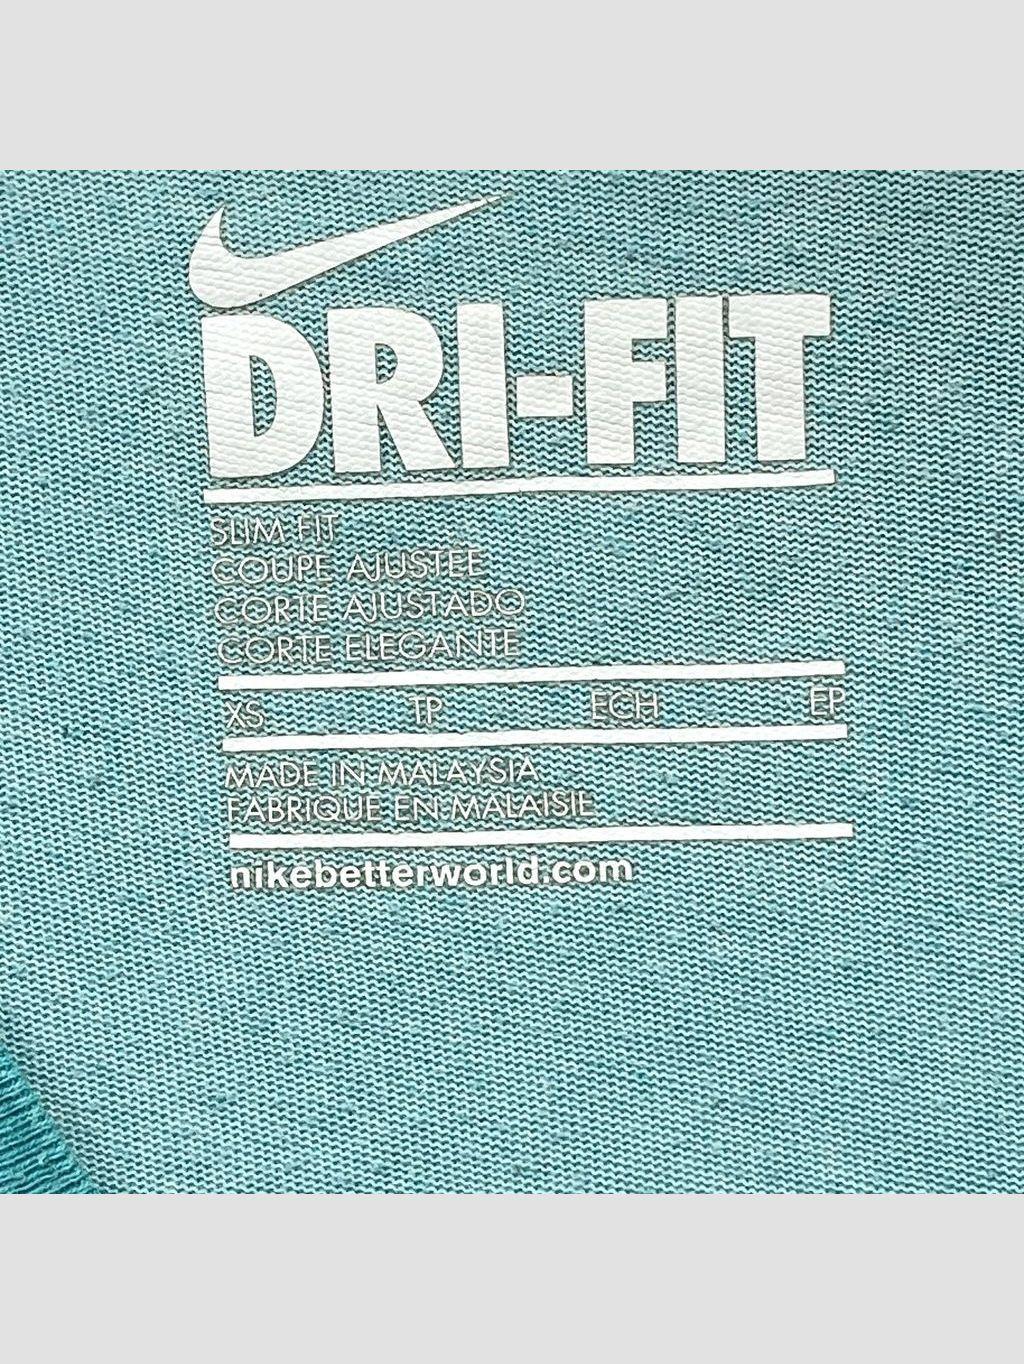 DRI-FIT
SLIM FIT
COUPE AJUSTÉE
CORTE AJUSTADO
CORTE ELEGANTE
XS TP ECH EP
MADE IN MALAYSIA
FABRIQUE EN MALAISIE
nikebetterworld.com